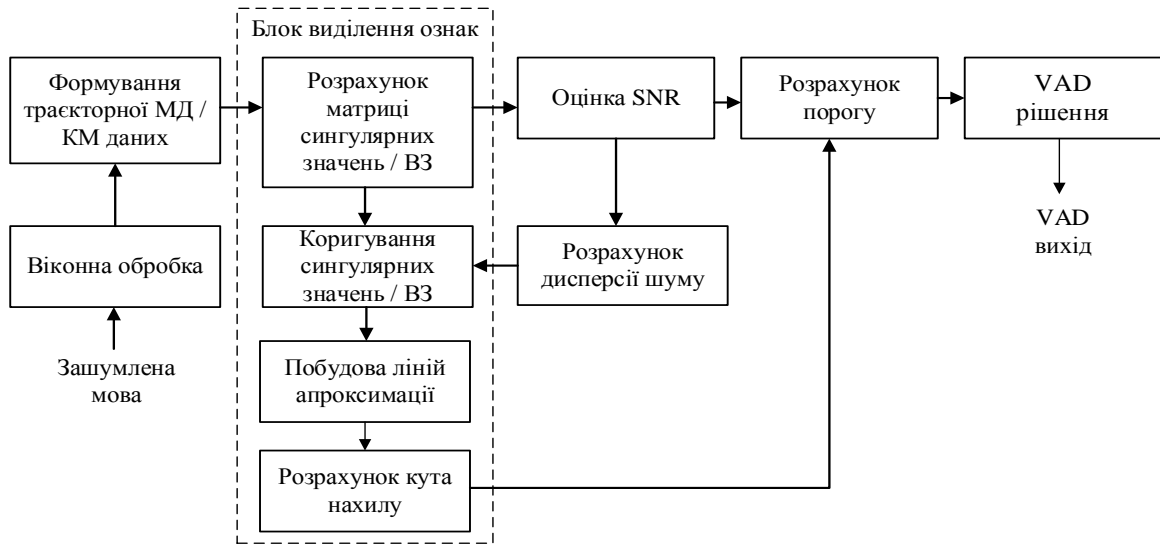 Блок виділення ознак
Формування
траєкторної МД /
КМ даних
Розрахунок
матриці
сингулярних
значень / ВЗ
Оцінка SNR
Розрахунок
порогу
VAD
рішення
Віконна обробка
Коригування
сингулярних
значень / ВЗ
Розрахунок
дисперсії шуму
VAD
вихід
Зашумлена
мова
Побудова ліній
апроксимації
Розрахунок кута
нахилу